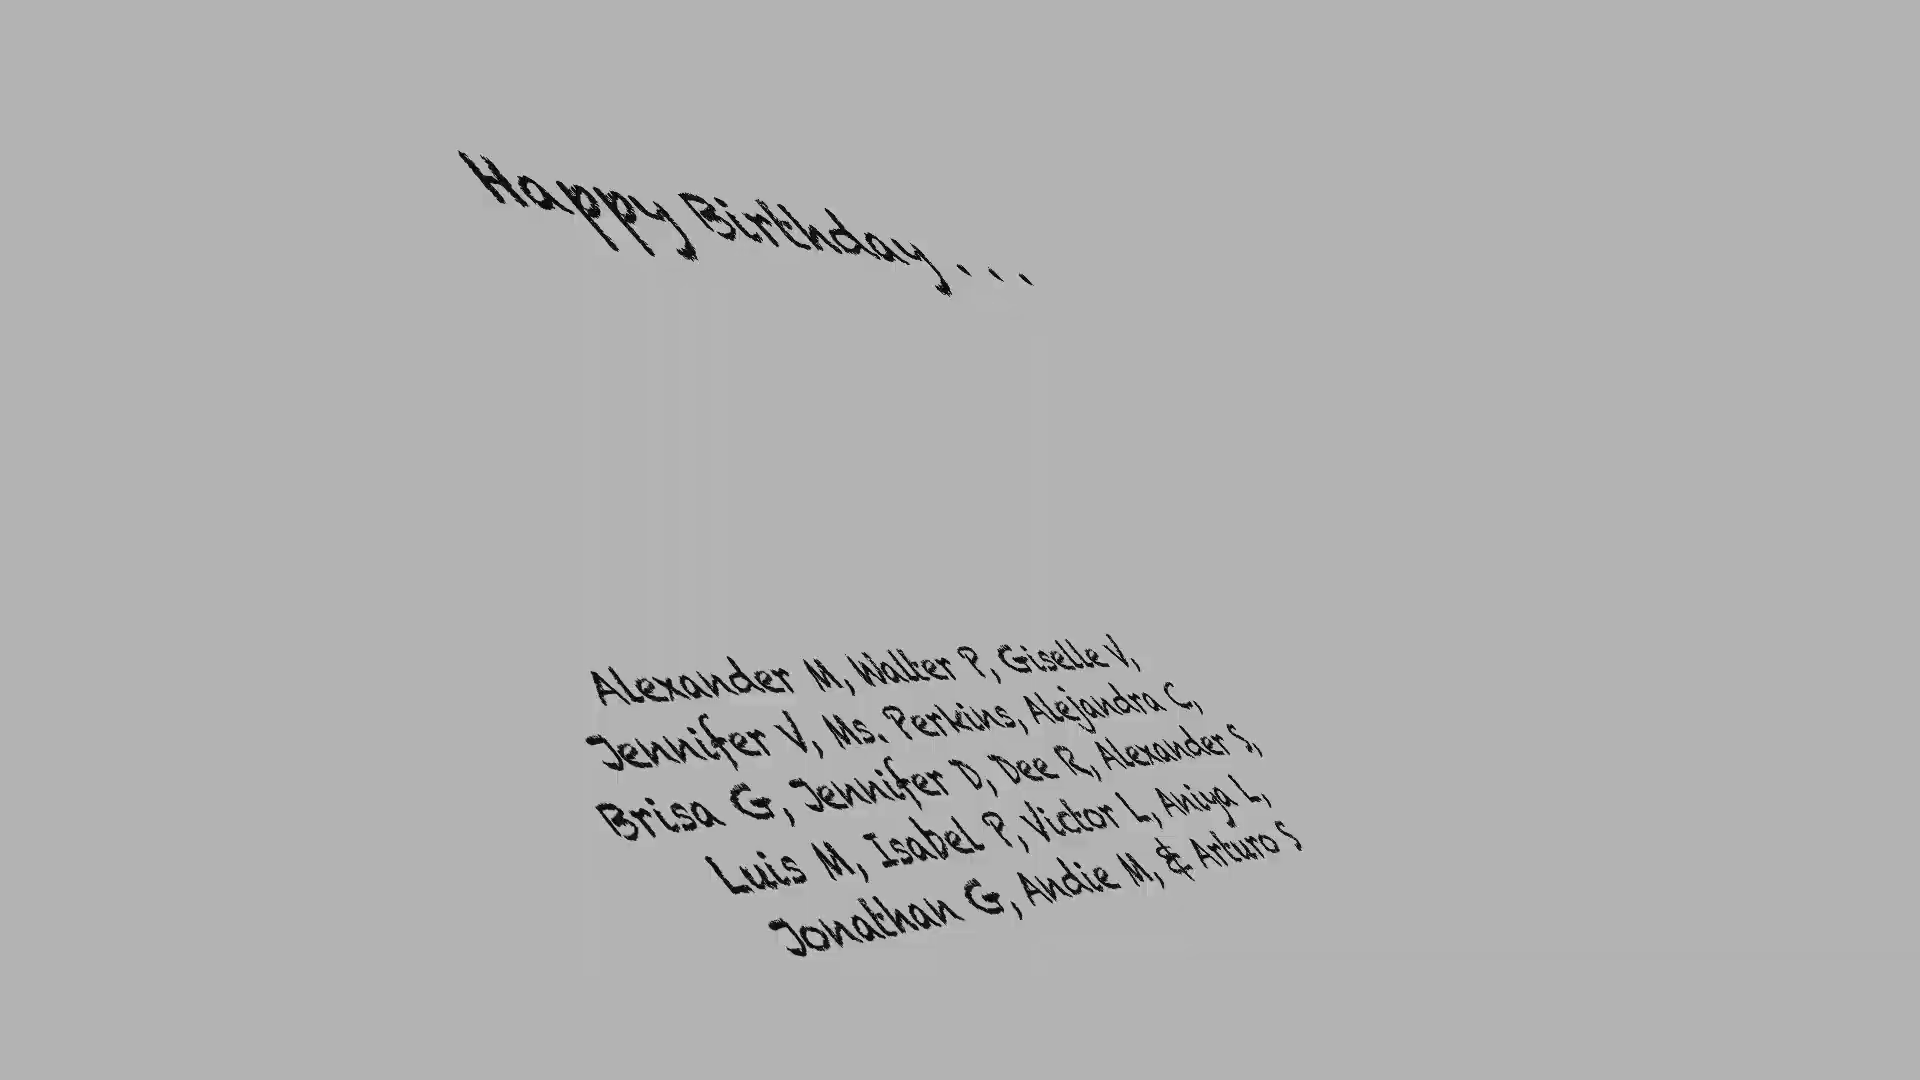 Happy Birthday...
Alexander M, Walter P, Giselle V,
Jennifer V, Ms. Perkins, Alejandra C,
Brisa G, Jennifer D, Dee R, Alexander S,
Luis M, Isabel P, Victor L, Aniya L,
Jonathan G, Andie M, & Arturo S